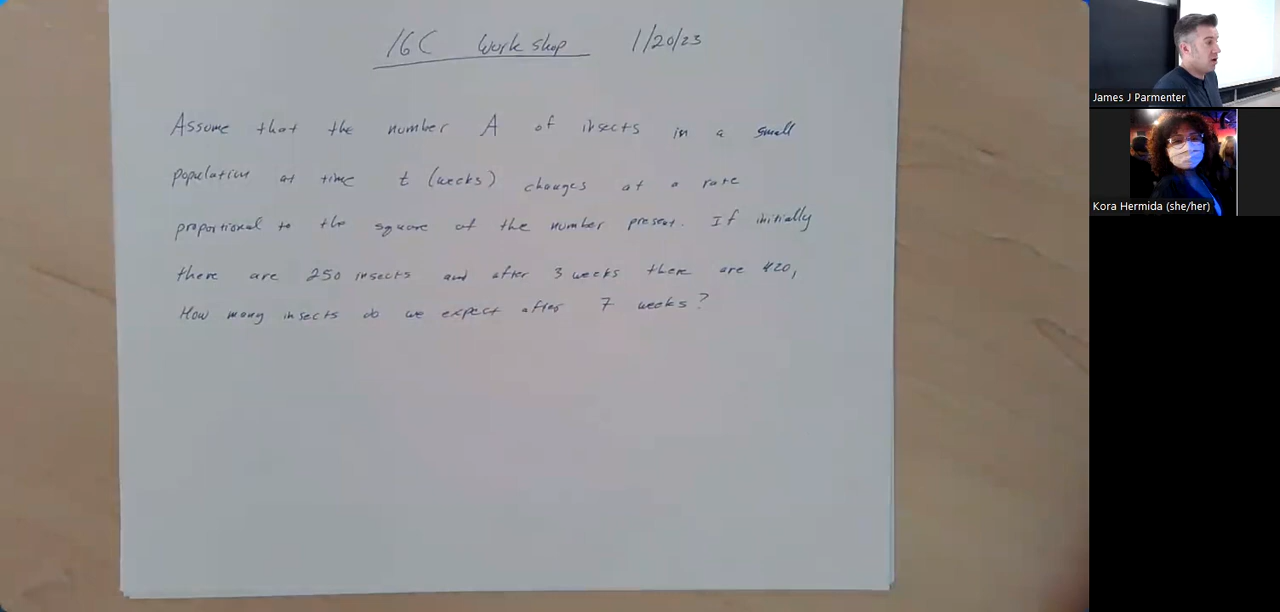 16C Workshop 1/20/23
Assume that the number A of insects in a small
population at time t (weeks) changes at a rate
proportional to the square of the number present. If initially
there are 250 insects and after 3 weeks there are 420,
How many insects do we expect after 7 weeks?
James J Parmenter
Kora Hermida (she/her)